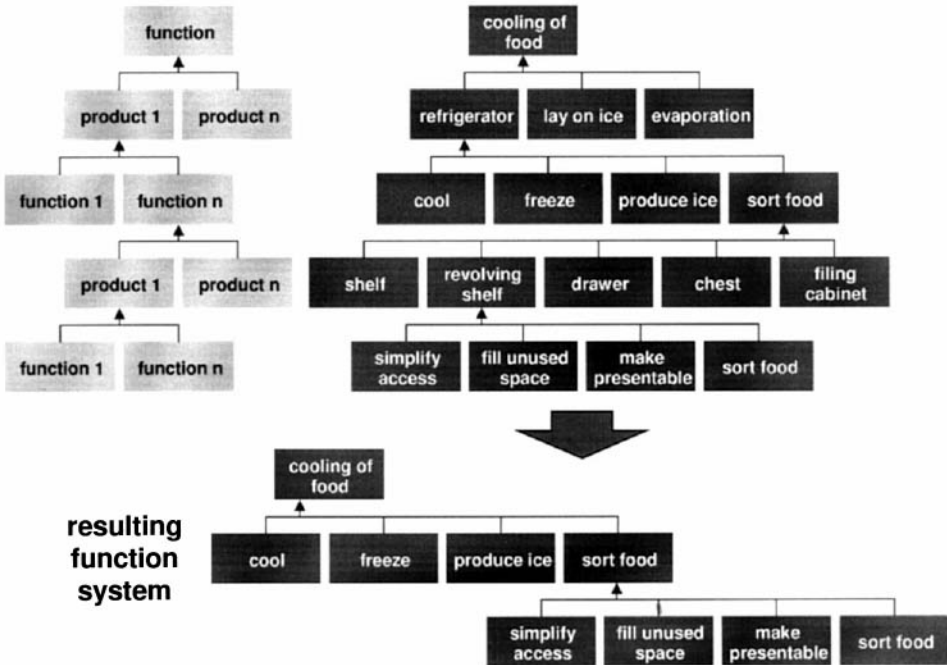 function
product 1
product n
function 1
function n
product 1
product n
function 1
function n
cooling of
food
refrigerator
lay on ice
evaporation
cool
freeze
produce ice
sort food
shelf
revolving
shelf
drawer
chest
filing
cabinet
simplify
access
fill unused
space
make
presentable
sort food
resulting
function
system
cooling of
food
cool
freeze
produce ice
sort food
simplify
access
fill unused
space
make
presentable
sort food